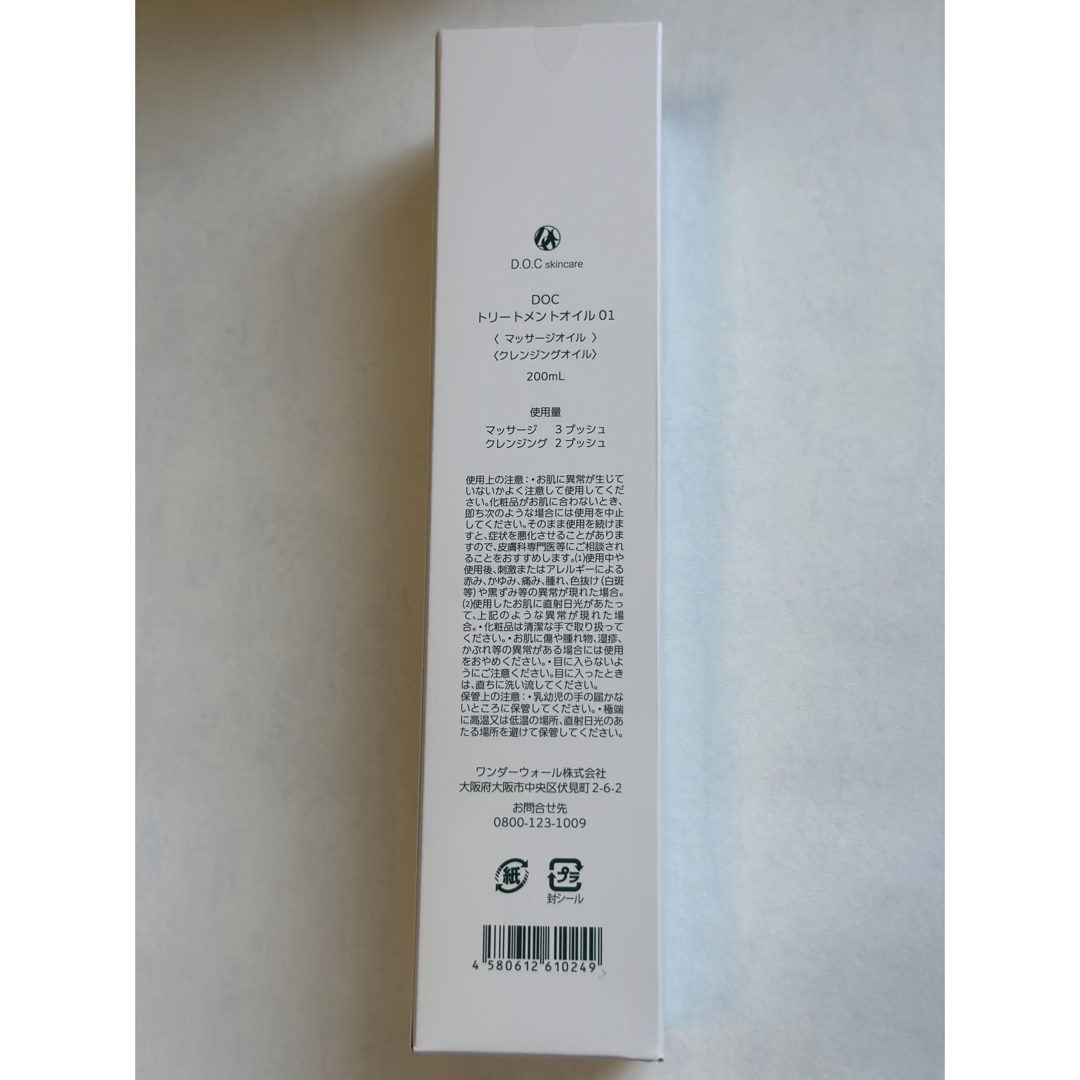 D.O.C skincare
DOC
トリートメントオイル 01
〈 マッサージオイル 〉
〈クレンジングオイル〉
200mL
使用量
マッサージ 3 プッシュ
クレンジング 2 プッシュ
使用上の注意：・お肌に異常が生じて
いないかよく注意して使用してくだ
さい。化粧品がお肌に合わないとき、
即ち次のような場合には使用を中止
してください。そのまま使用を続けま
すと、症状を悪化させることがありま
すので、皮膚科専門医等にご相談され
ることをおすすめします。(1)使用中や
使用後、刺激またはアレルギーによる
赤み、かゆみ、痛み、腫れ、色抜け（白斑
等）や黒ずみ等の異常が現れた場合。
(2)使用したお肌に直射日光があたっ
て、上記のような異常が現れた場
合。・化粧品は清潔な手で取り扱って
ください。・お肌に傷や腫れ物、湿疹、
かぶれ等の異常がある場合には使用
をおやめください。・目に入らないよ
うにご注意ください。目に入ったとき
は、直ちに洗い流してください。
保管上の注意：・乳幼児の手の届かな
いところに保管してください。・極端
に高温又は低温の場所、直射日光のあ
たる場所を避けて保管してください。
ワンダーウォール株式会社
大阪府大阪市中央区伏見町 2-6-2
お問合せ先
0800-123-1009
紙 プラ
封シール
4 580612 610249